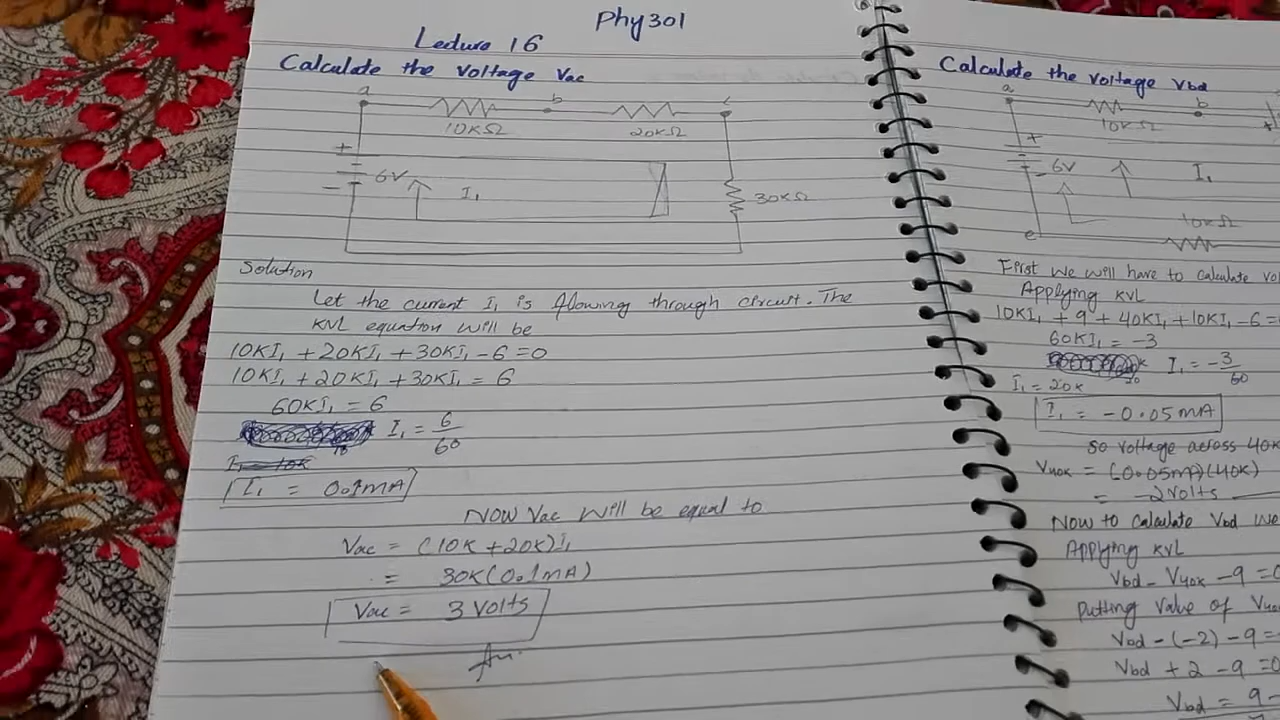 Phy301
Lecture 16
Calculate the voltage Vac
a
b
c
10KΩ
20KΩ
+
6V
I₁
30KΩ
−
Solution
Let the current I₁ is flowing through circuit. The
KVL equation will be
10KI₁ + 20KI₁ + 30KI₁ - 6 = 0
10KI₁ + 20KI₁ + 30KI₁ = 6
60KI₁ = 6
I₁ = 6/60
I₁ = 10K
I₁ = 0.1mA
NOW Vac will be equal to
Vac = (10K + 20K)I₁
= 30K(0.1mA)
Vac = 3 Volts
Calculate the voltage Vbd
a
b
10KΩ
+
6V
I₁
10KΩ
e
First we will have to calculate
Applying KVL
10KI₁ + 9 + 40KI₁ + 10KI₁ - 6 =
60KI₁ = -3
I₁ = -3/60
I₁ = 20K
I₁ = -0.05mA
so voltage across 40K
V40K = (0.05mA)(40K)
= -2 Volts
Now to calculate Vbd we
Applying KVL
Vbd - V40K - 9 = 0
putting value of
Vbd - (-2) - 9 =
Vbd + 2 - 9 = 0
Vbd = 9 -